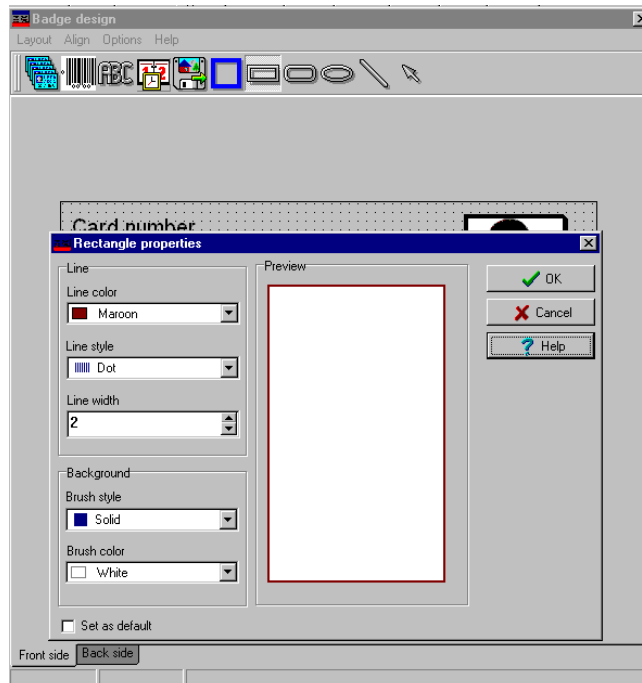 Badge design
Layout Align Options Help
ABC
Card number
Rectangle properties
Line
Line color
Maroon
Line style
Dot
Line width
2
Background
Brush style
Solid
Brush color
White
Set as default
Preview
OK
Cancel
? Help
Front side Back side